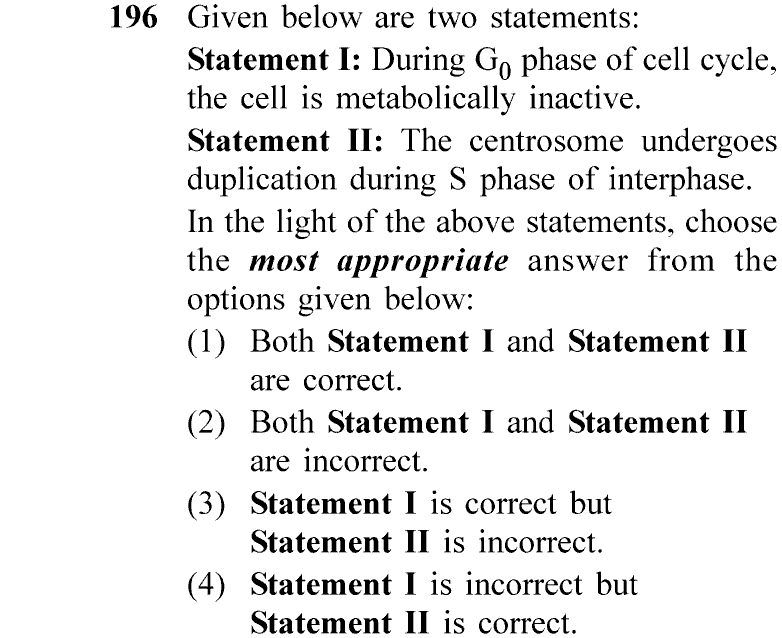 196 Given below are two statements:
Statement I: During G₀ phase of cell cycle,
the cell is metabolically inactive.
Statement II: The centrosome undergoes
duplication during S phase of interphase.
In the light of the above statements, choose
the most appropriate answer from the
options given below:
(1) Both Statement I and Statement II
are correct.
(2) Both Statement I and Statement II
are incorrect.
(3) Statement I is correct but
Statement II is incorrect.
(4) Statement I is incorrect but
Statement II is correct.